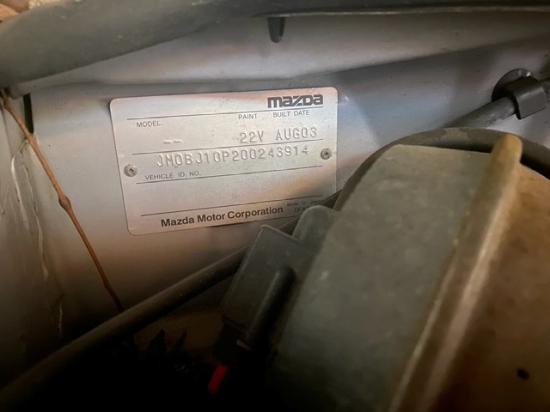 mazda
MODEL PAINT BUILT DATE
-- 22V AUG03
JM0BJ10P200243914
VEHICLE ID. NO.
Mazda Motor Corporation